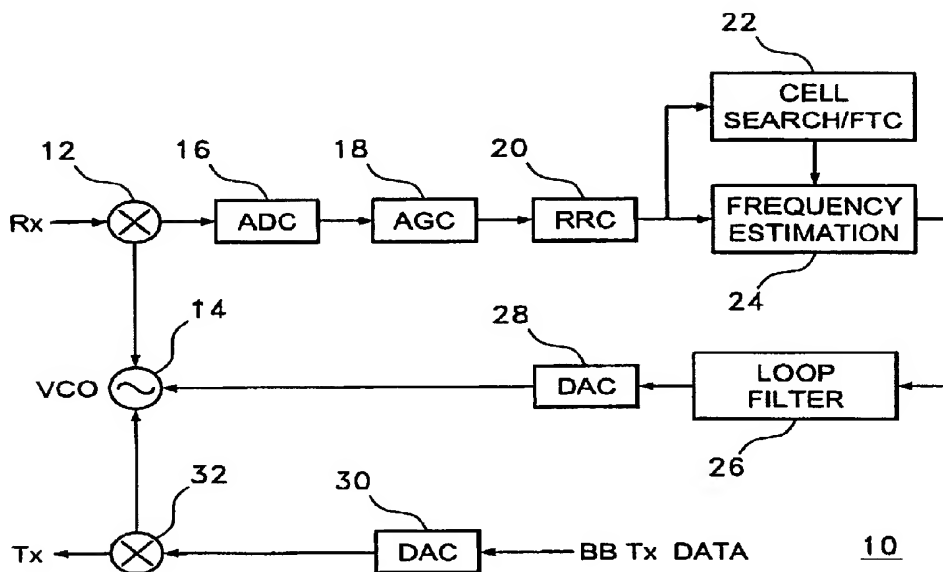 22
CELL
SEARCH/FTC
12
16
18
20
Rx
ADC
AGC
RRC
FREQUENCY
ESTIMATION
24
14
28
VCO
DAC
LOOP
FILTER
26
32
30
Tx
DAC
BB Tx DATA
10